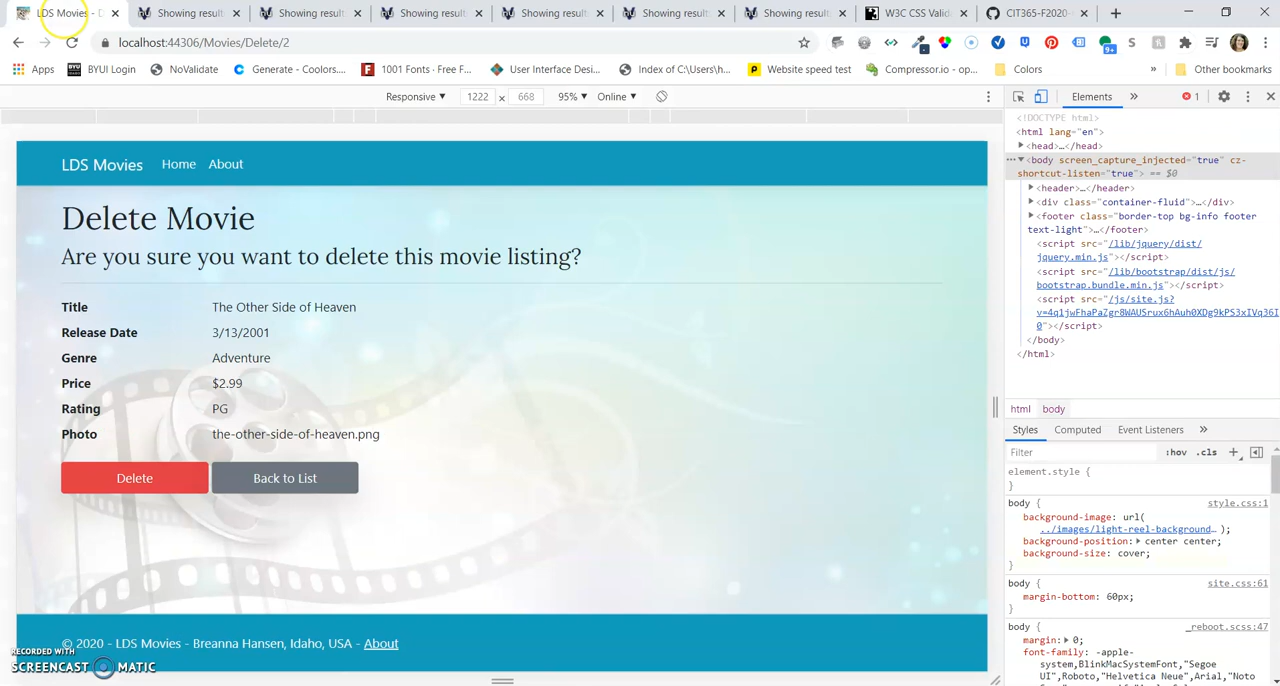 LDS Movies - D
Showing result
Showing result
Showing result
Showing result
Showing result
Showing result
W3C CSS Valid
CIT365-F2020-
localhost:44306/Movies/Delete/2
Apps
BYUI Login
NoValidate
Generate - Coolors....
1001 Fonts · Free F...
User Interface Desi...
Index of C:\Users\h...
Website speed test
Compressor.io - op...
Colors
»
Other bookmarks
Responsive ▼ 1222 x 668 95% ▼ Online ▼
Elements » 1
LDS Movies Home About
Delete Movie
Are you sure you want to delete this movie listing?
Title The Other Side of Heaven
Release Date 3/13/2001
Genre Adventure
Price $2.99
Rating PG
Photo the-other-side-of-heaven.png
Delete Back to List
© 2020 - LDS Movies - Breanna Hansen, Idaho, USA - About
RECORDED WITH
SCREENCAST MATIC
<!DOCTYPE html>
<html lang="en">
<head>…</head>
<body screen_capture_injected="true" cz-
shortcut-listen="true"> == $0
<header>…</header>
<div class="container-fluid">…</div>
<footer class="border-top bg-info footer
text-light">…</footer>
<script src="/lib/jquery/dist/
jquery.min.js"></script>
<script src="/lib/bootstrap/dist/js/
bootstrap.bundle.min.js"></script>
<script src="/js/site.js?
0"></script>
</body>
</html>
html body
Styles Computed Event Listeners »
Filter :hov .cls +
element.style {
}
body { style.css:1
background-image: url(
../images/light-reel-background… );
background-position: center center;
background-size: cover;
}
body { site.css:61
margin-bottom: 60px;
}
body { _reboot.scss:47
margin: 0;
font-family: -apple-
system,BlinkMacSystemFont,"Segoe
UI",Roboto,"Helvetica Neue",Arial,"Noto